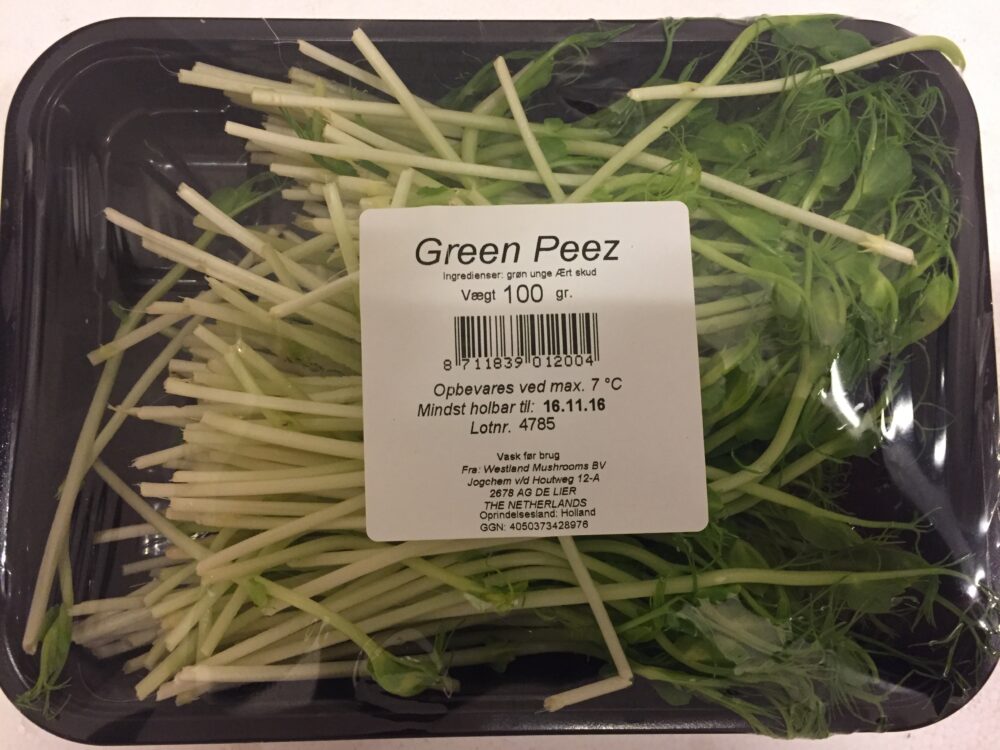 Green Peez
Ingredienser: grøn unge Ært skud
Vægt 100 gr.
8 711839 012004
Opbevares ved max. 7 °C
Mindst holbar til: 16.11.16
Lotnr. 4785
Vask før brug
Fra: Westland Mushrooms BV
Jogchem v/d Houtweg 12-A
2678 AG DE LIER
THE NETHERLANDS
Oprindelsesland: Holland
GGN: 4050373428976